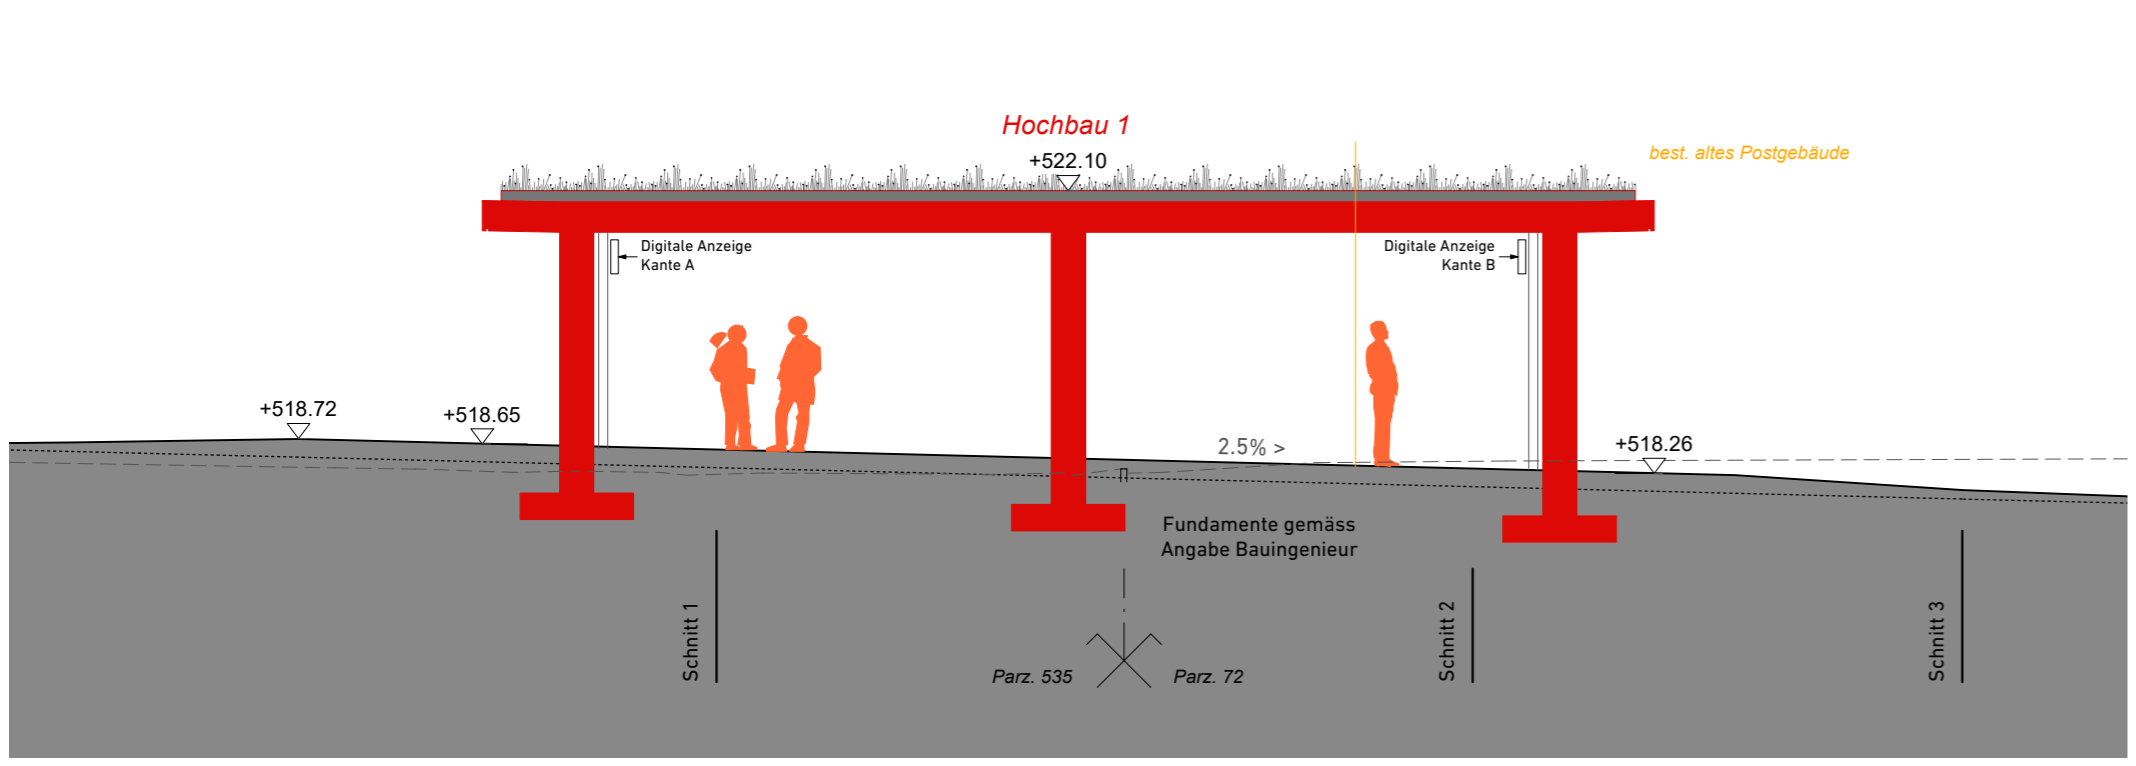 Hochbau 1
+522.10
best. altes Postgebäude
Digitale Anzeige
Kante A
Digitale Anzeige
Kante B
+518.72
+518.65
2.5% >
+518.26
Fundamente gemäss
Angabe Bauingenieur
Schnitt 1
Schnitt 2
Schnitt 3
Parz. 535
Parz. 72